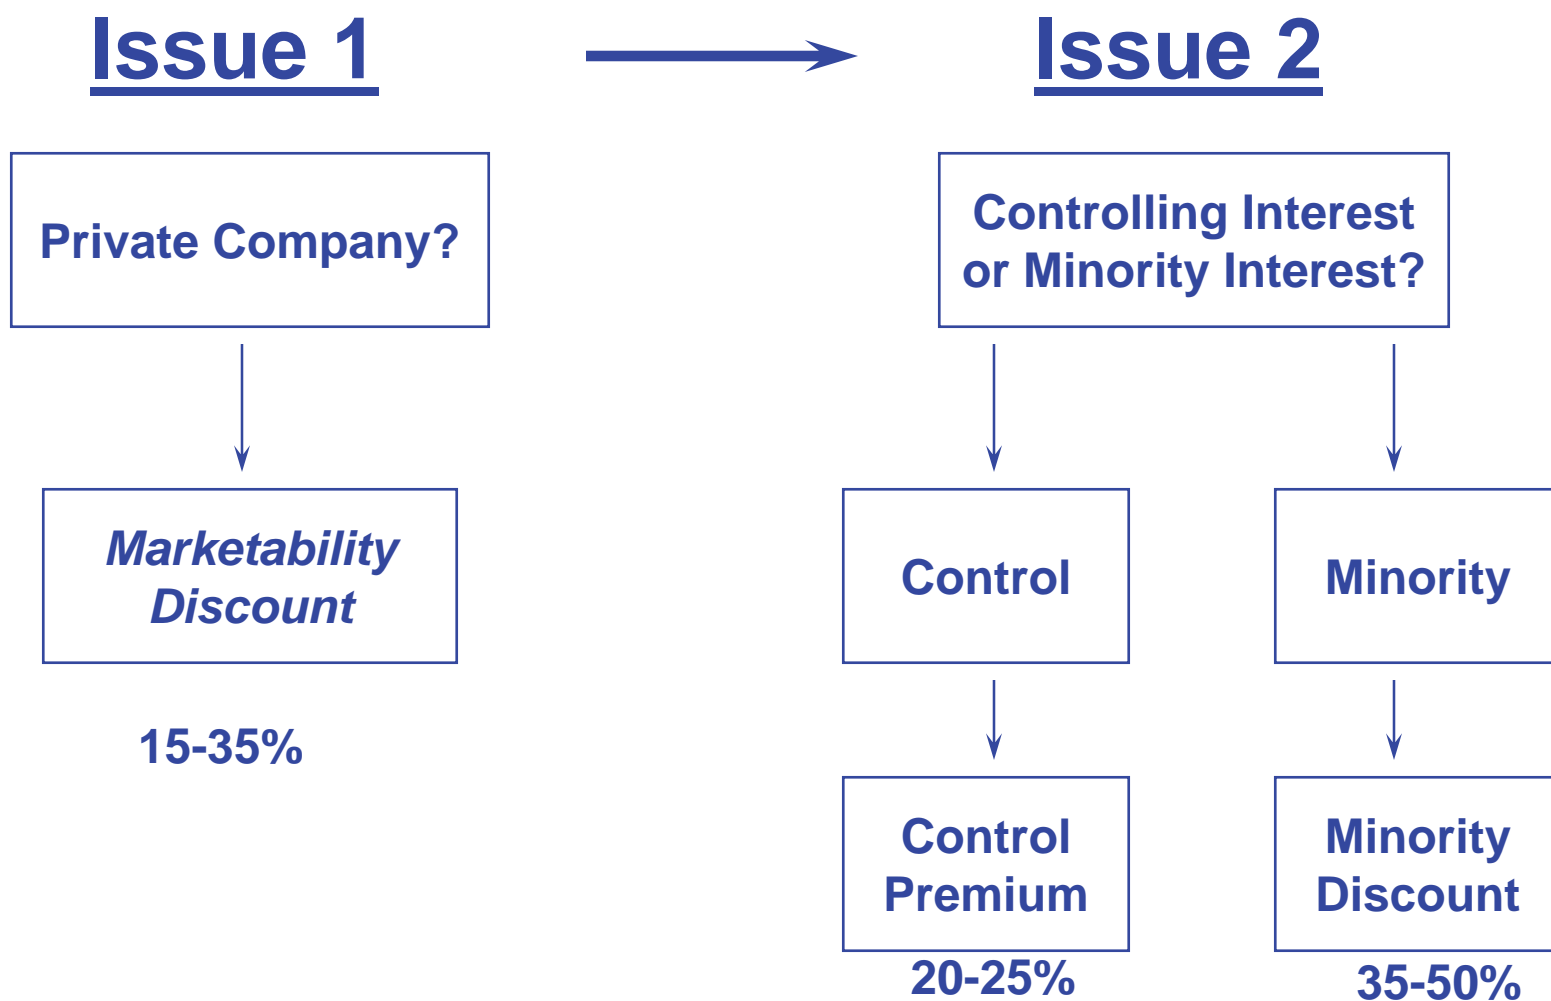 Issue 1
Issue 2
Private Company?
Controlling Interest
or Minority Interest?
Marketability
Discount
Control
Minority
15-35%
Control
Premium
Minority
Discount
20-25%
35-50%